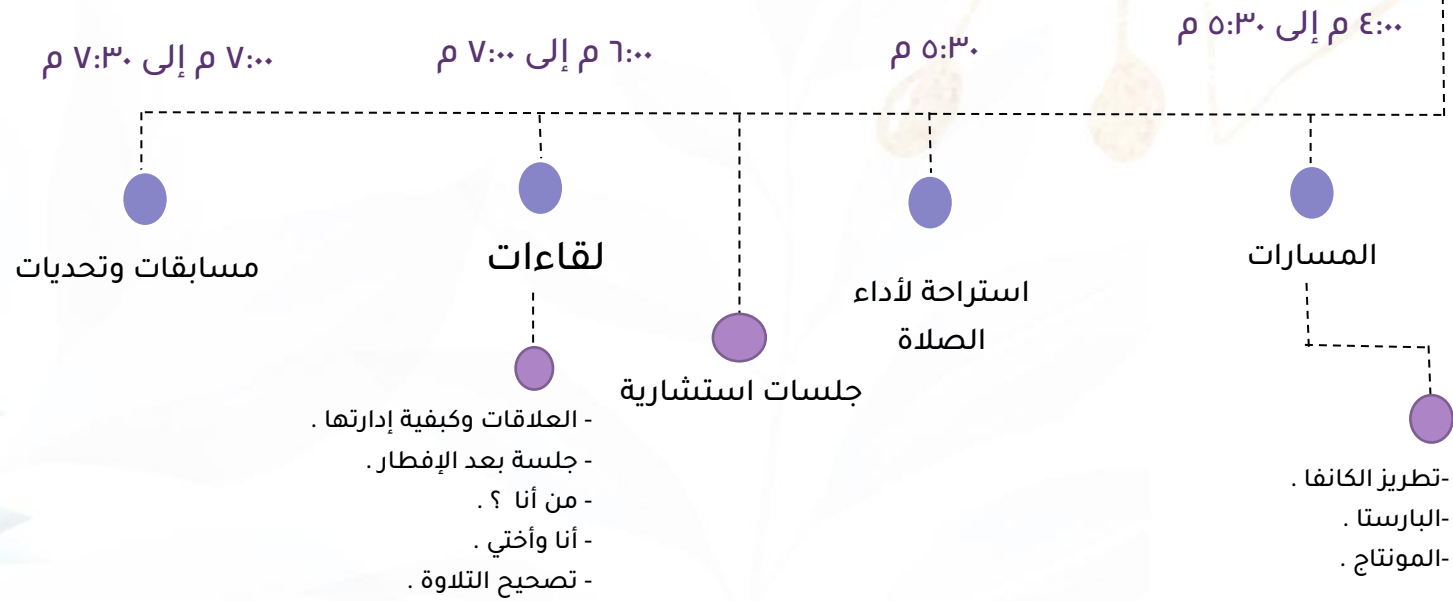 ٤:٠٠ م إلى ٥:٣٠ م
٥:٣٠ م
٦:٠٠ م إلى ٧:٠٠ م
٧:٠٠ م إلى ٧:٣٠ م
المسارات
-تطريز الكانفا .
-البارستا .
-المونتاج .
استراحة لأداء
الصلاة
جلسات استشارية
لقاءات
- العلاقات وكبفية إدارتها .
- جلسة بعد الإفطار .
- من أنا ؟ .
- أنا وأختي .
- تصحيح التلاوة .
مسابقات وتحديات